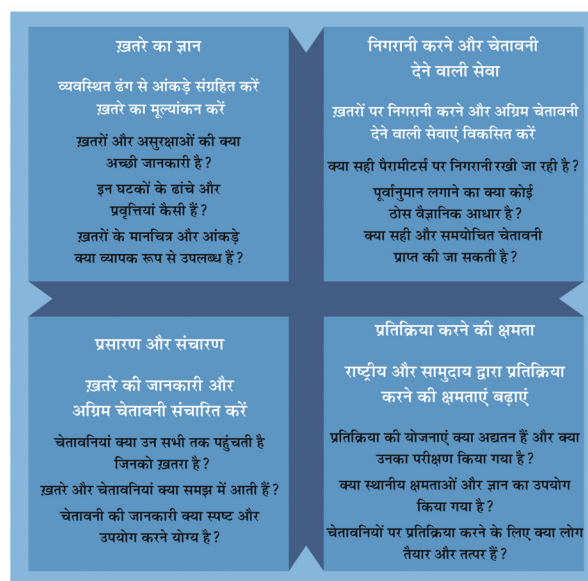 ख़तरे का ज्ञान
व्यवस्थित ढंग से आंकड़े संग्रहित करें
ख़तरे का मूल्यांकन करें
ख़तरों और असुरक्षाओं की क्या
अच्छी जानकारी है?
इन घटकों के ढांचे और
प्रवृत्तियां कैसी हैं?
ख़तरों के मानचित्र और आंकड़े
क्या व्यापक रूप से उपलब्ध हैं?
निगरानी करने और चेतावनी
देने वाली सेवा
ख़तरों पर निगरानी करने और अग्रिम चेतावनी
देने वाली सेवाएं विकसित करें
क्या सही पैरामीटर्स पर निगरानी रखी जा रही है?
पूर्वानुमान लगाने का क्या कोई
ठोस वैज्ञानिक आधार है?
क्या सही और समयोचित चेतावनी
प्राप्त की जा सकती है?
प्रसारण और संचारण
ख़तरे की जानकारी और
अग्रिम चेतावनी संचारित करें
चेतावनियां क्या उन सभी तक पहुंचती है
जिनको ख़तरा है?
ख़तरे और चेतावनियां क्या समझ में आती हैं?
चेतावनी की जानकारी क्या स्पष्ट और
उपयोग करने योग्य है?
प्रतिक्रिया करने की क्षमता
राष्ट्रीय और सामुदाय द्वारा प्रतिक्रिया
करने की क्षमताएं बढ़ाएं
प्रतिक्रिया की योजनाएं क्या अद्यतन हैं और क्या
उनका परीक्षण किया गया है?
क्या स्थानीय क्षमताओं और ज्ञान का उपयोग
किया गया है?
चेतावनियों पर प्रतिक्रिया करने के लिए क्या लोग
तैयार और तत्पर हैं?